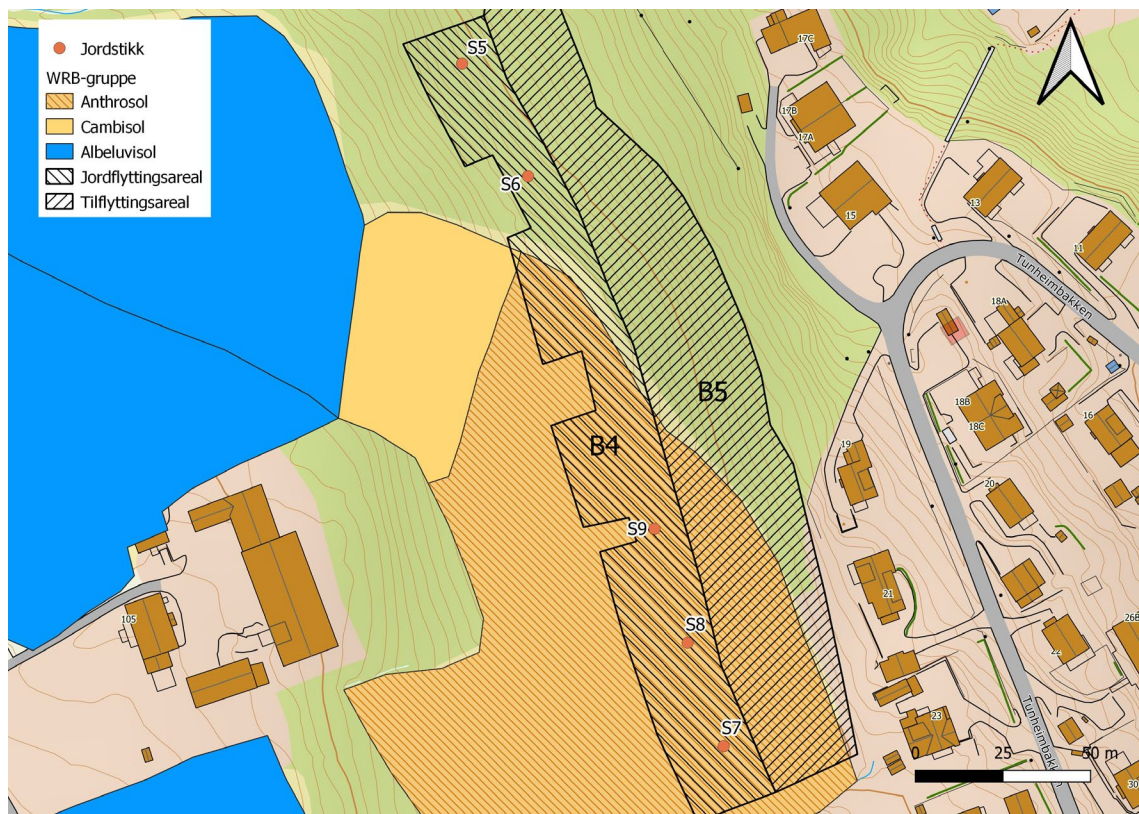 Jordstikk
WRB-gruppe
Anthrosol
Cambisol
Albeluvisol
Jordflyttingsareal
Tilflyttingsareal
S5
17C
17B
17A
S6
15
13
11
Tunheimbakken
18A
B5
18B
18C
16
B4
19
20
S9
21
105
S8
22
26B
23
S7
Tunheimbakken
0 25 50 m
30